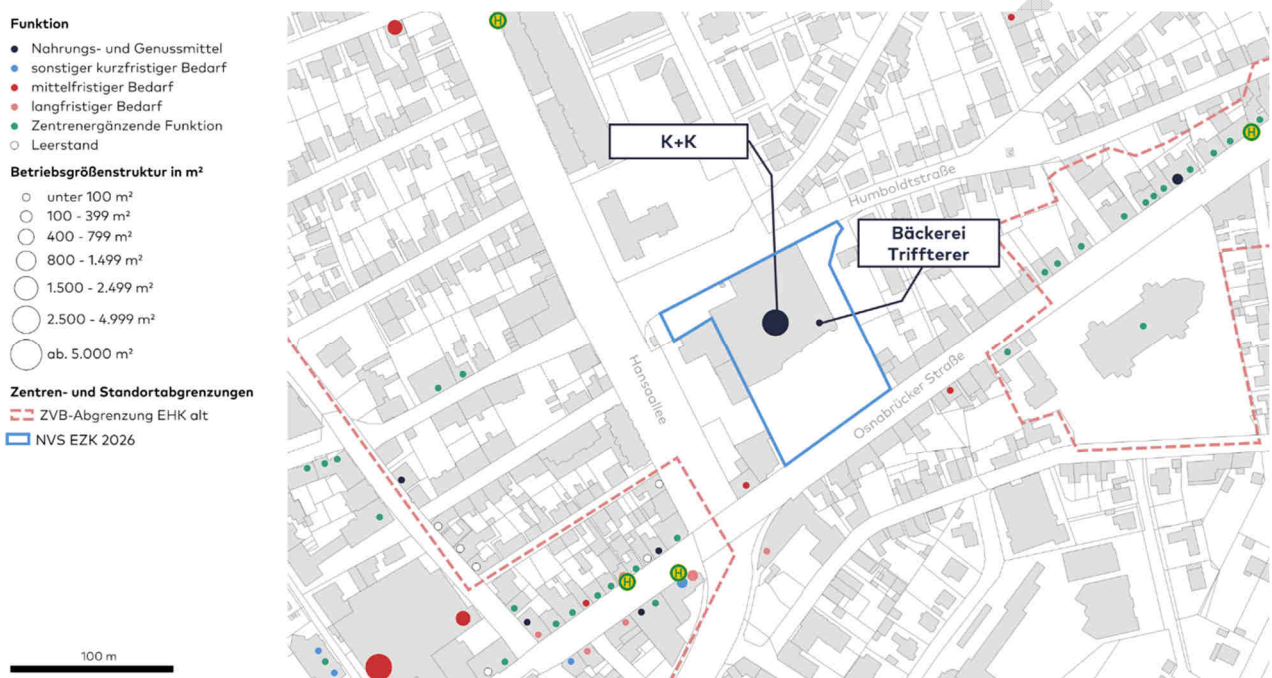 Funktion
Nahrungs- und Genussmittel
sonstiger kurzfristiger Bedarf
mittelfristiger Bedarf
langfristiger Bedarf
Zentrenergänzende Funktion
Leerstand
Betriebsgrößenstruktur in m²
unter 100 m²
100 - 399 m²
400 - 799 m²
800 - 1.499 m²
1.500 - 2.499 m²
2.500 - 4.999 m²
ab. 5.000 m²
Zentren- und Standortabgrenzungen
ZVB-Abgrenzung EHK alt
NVS EZK 2026
100 m
H
H
K+K
Humboldtstraße
Bäckerei
Triffterer
Hansaallee
Osnabrücker Straße
H
H